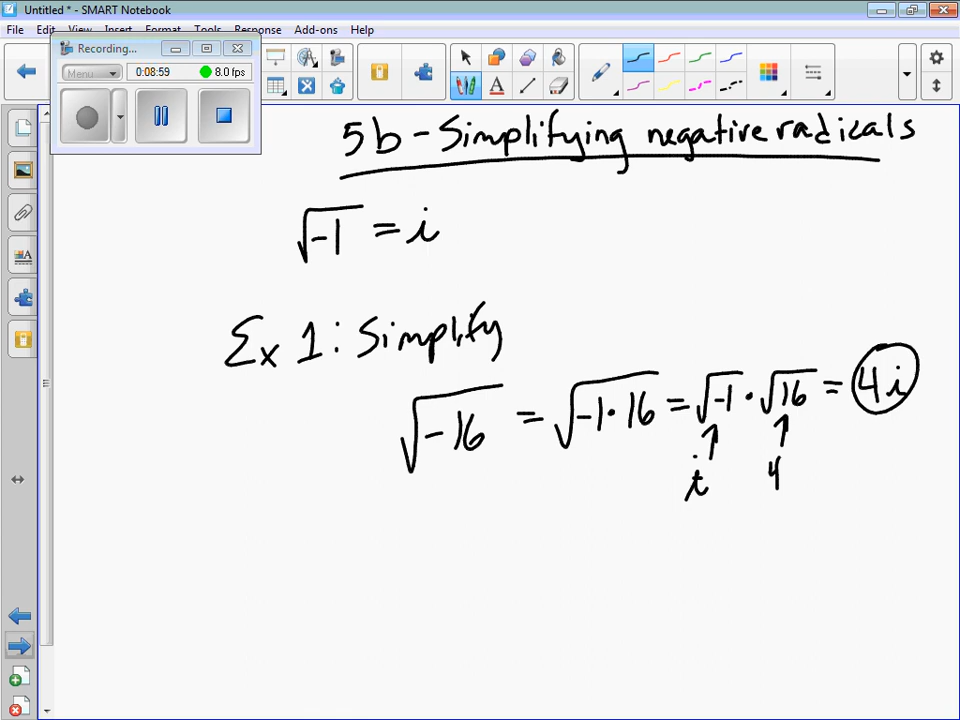 Untitled * - SMART Notebook
File Edit View Insert Format Tools Response Add-ons Help
Recording...
Menu 0:08:59 8.0 fps
5b - Simplifying negative radicals
√-1 = i
Ex 1: Simplify
√-16 = √-1·16 = √-1 · √16 = 4i
i 4